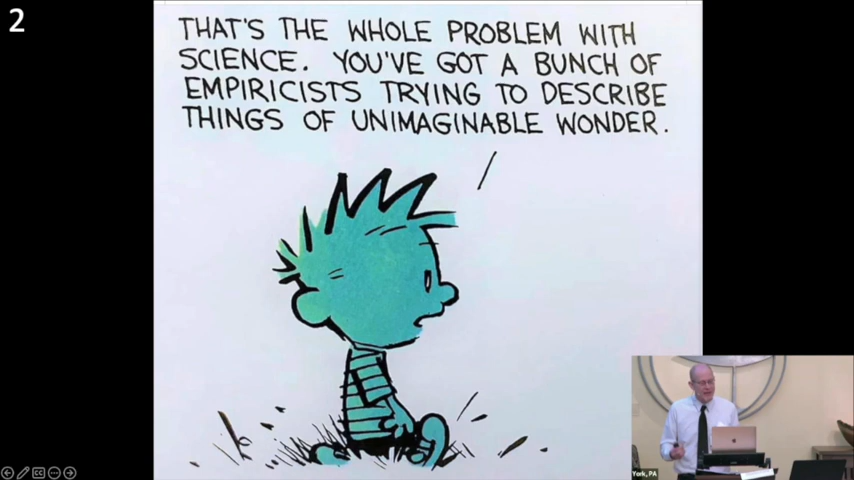 2
THAT'S THE WHOLE PROBLEM WITH
SCIENCE. YOU'VE GOT A BUNCH OF
EMPIRICISTS TRYING TO DESCRIBE
THINGS OF UNIMAGINABLE WONDER.
CC
York, PA